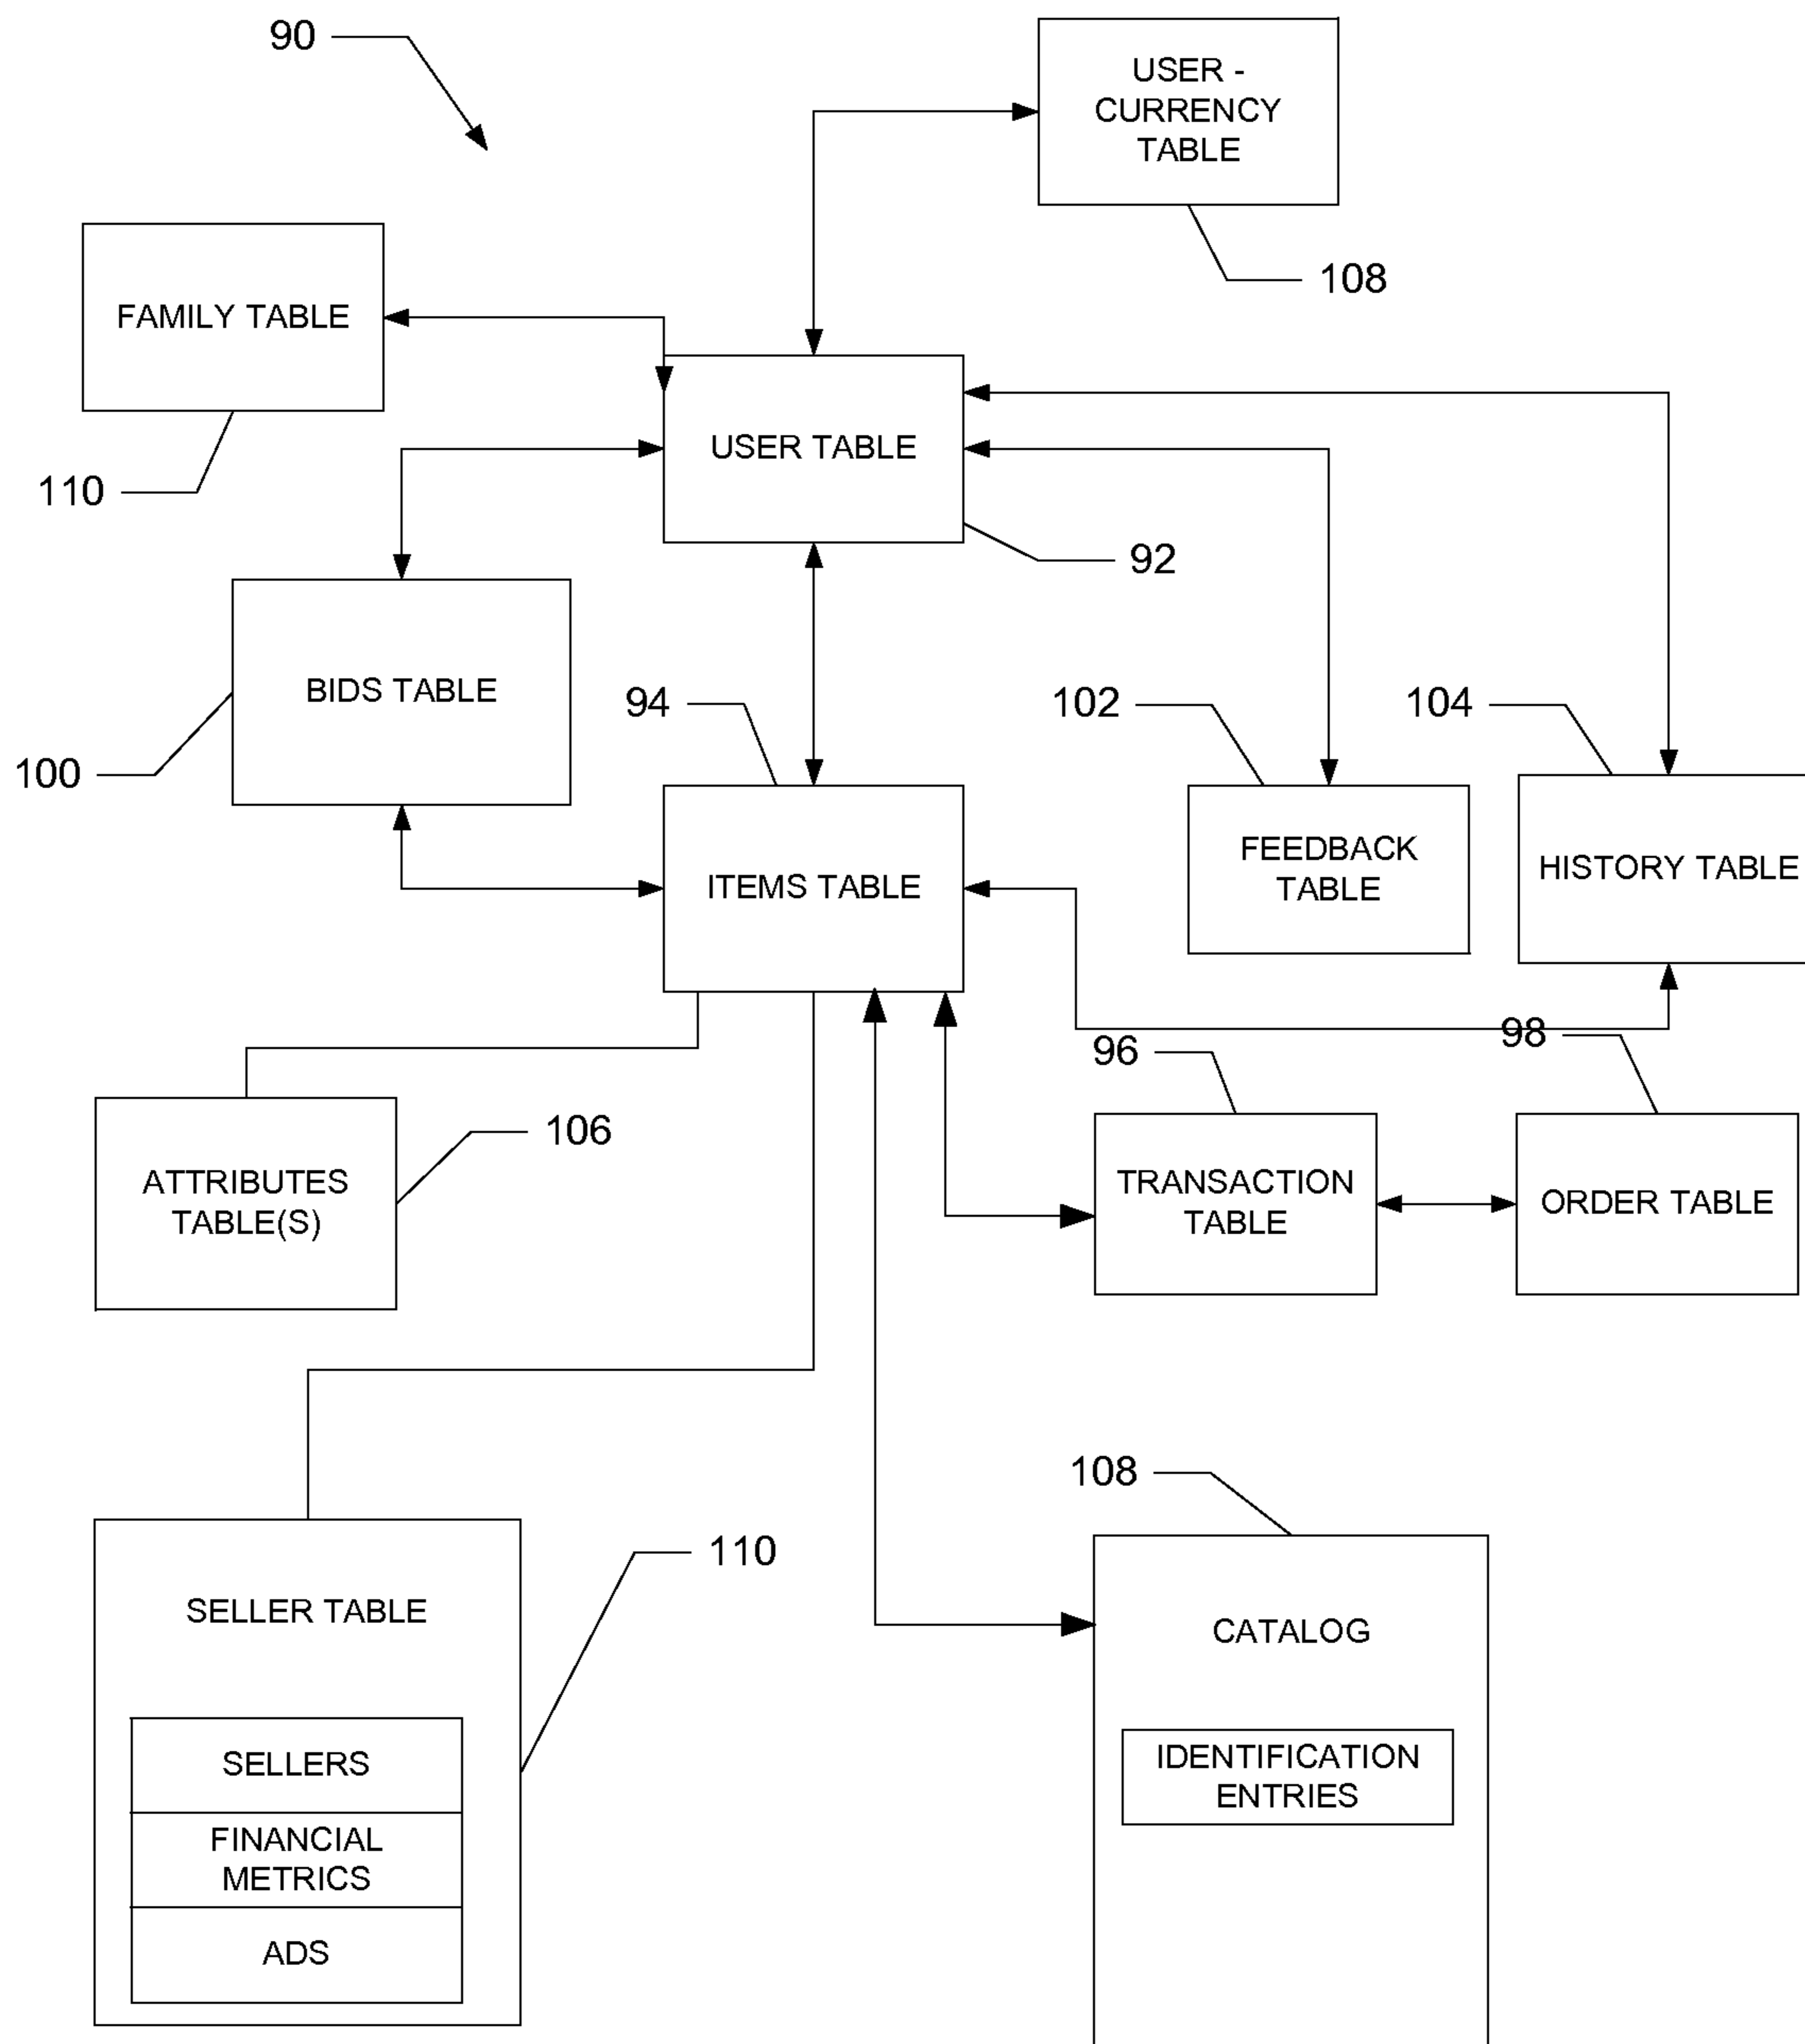 90
USER -
CURRENCY
TABLE
108
FAMILY TABLE
110
USER TABLE
92
BIDS TABLE
100
94
102
104
ITEMS TABLE
FEEDBACK
TABLE
HISTORY TABLE
96
98
106
ATTRIBUTES
TABLE(S)
TRANSACTION
TABLE
ORDER TABLE
108
110
SELLER TABLE
CATALOG
SELLERS
FINANCIAL
METRICS
ADS
IDENTIFICATION
ENTRIES